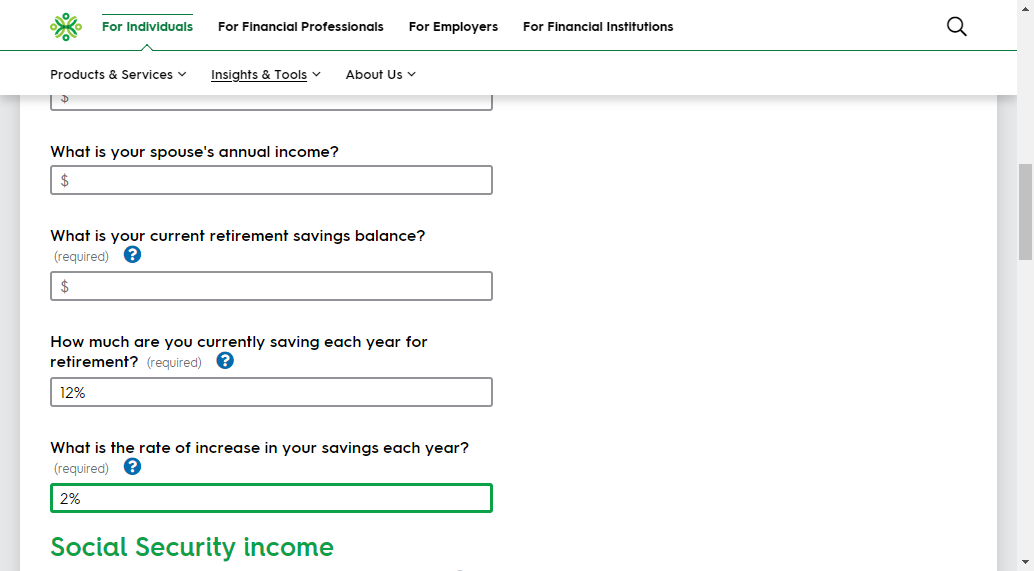 For Individuals For Financial Professionals For Employers For Financial Institutions
Products & Services Insights & Tools About Us
$
What is your spouse's annual income?
$
What is your current retirement savings balance?
(required) ?
$
How much are you currently saving each year for
retirement? (required) ?
12%
What is the rate of increase in your savings each year?
(required) ?
2%
Social Security income